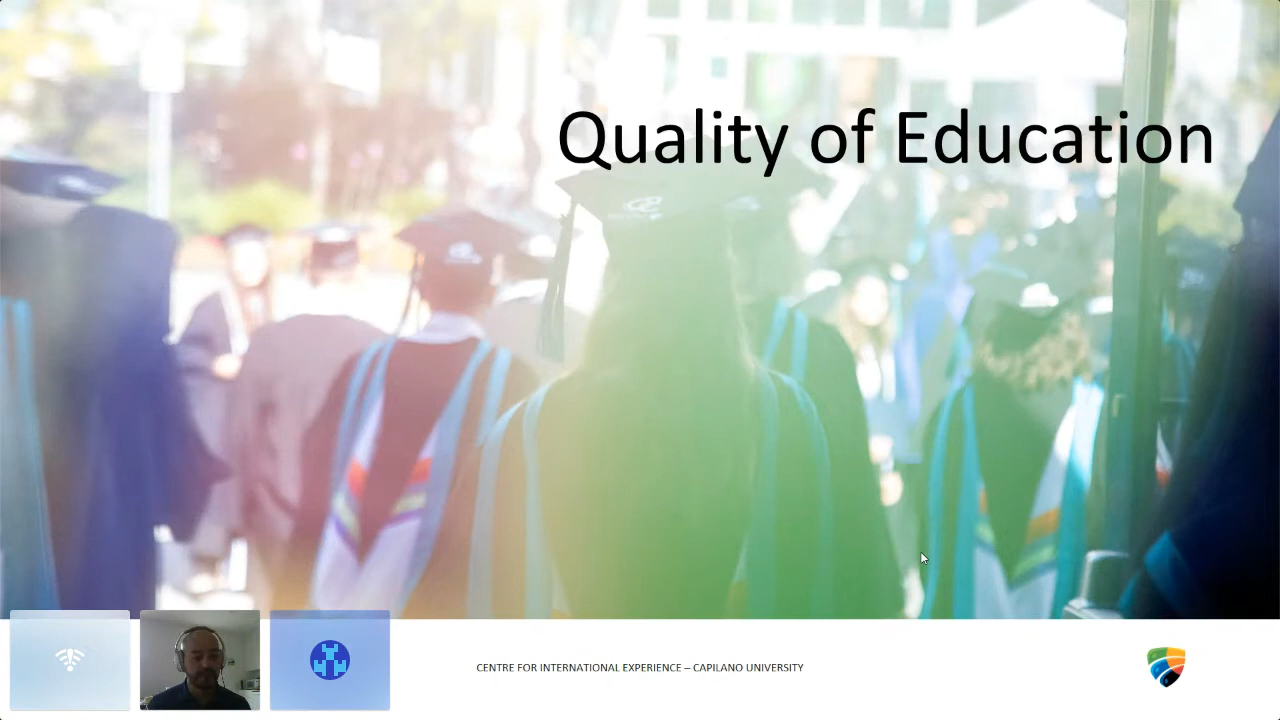 Quality of Education
CENTRE FOR INTERNATIONAL EXPERIENCE – CAPILANO UNIVERSITY